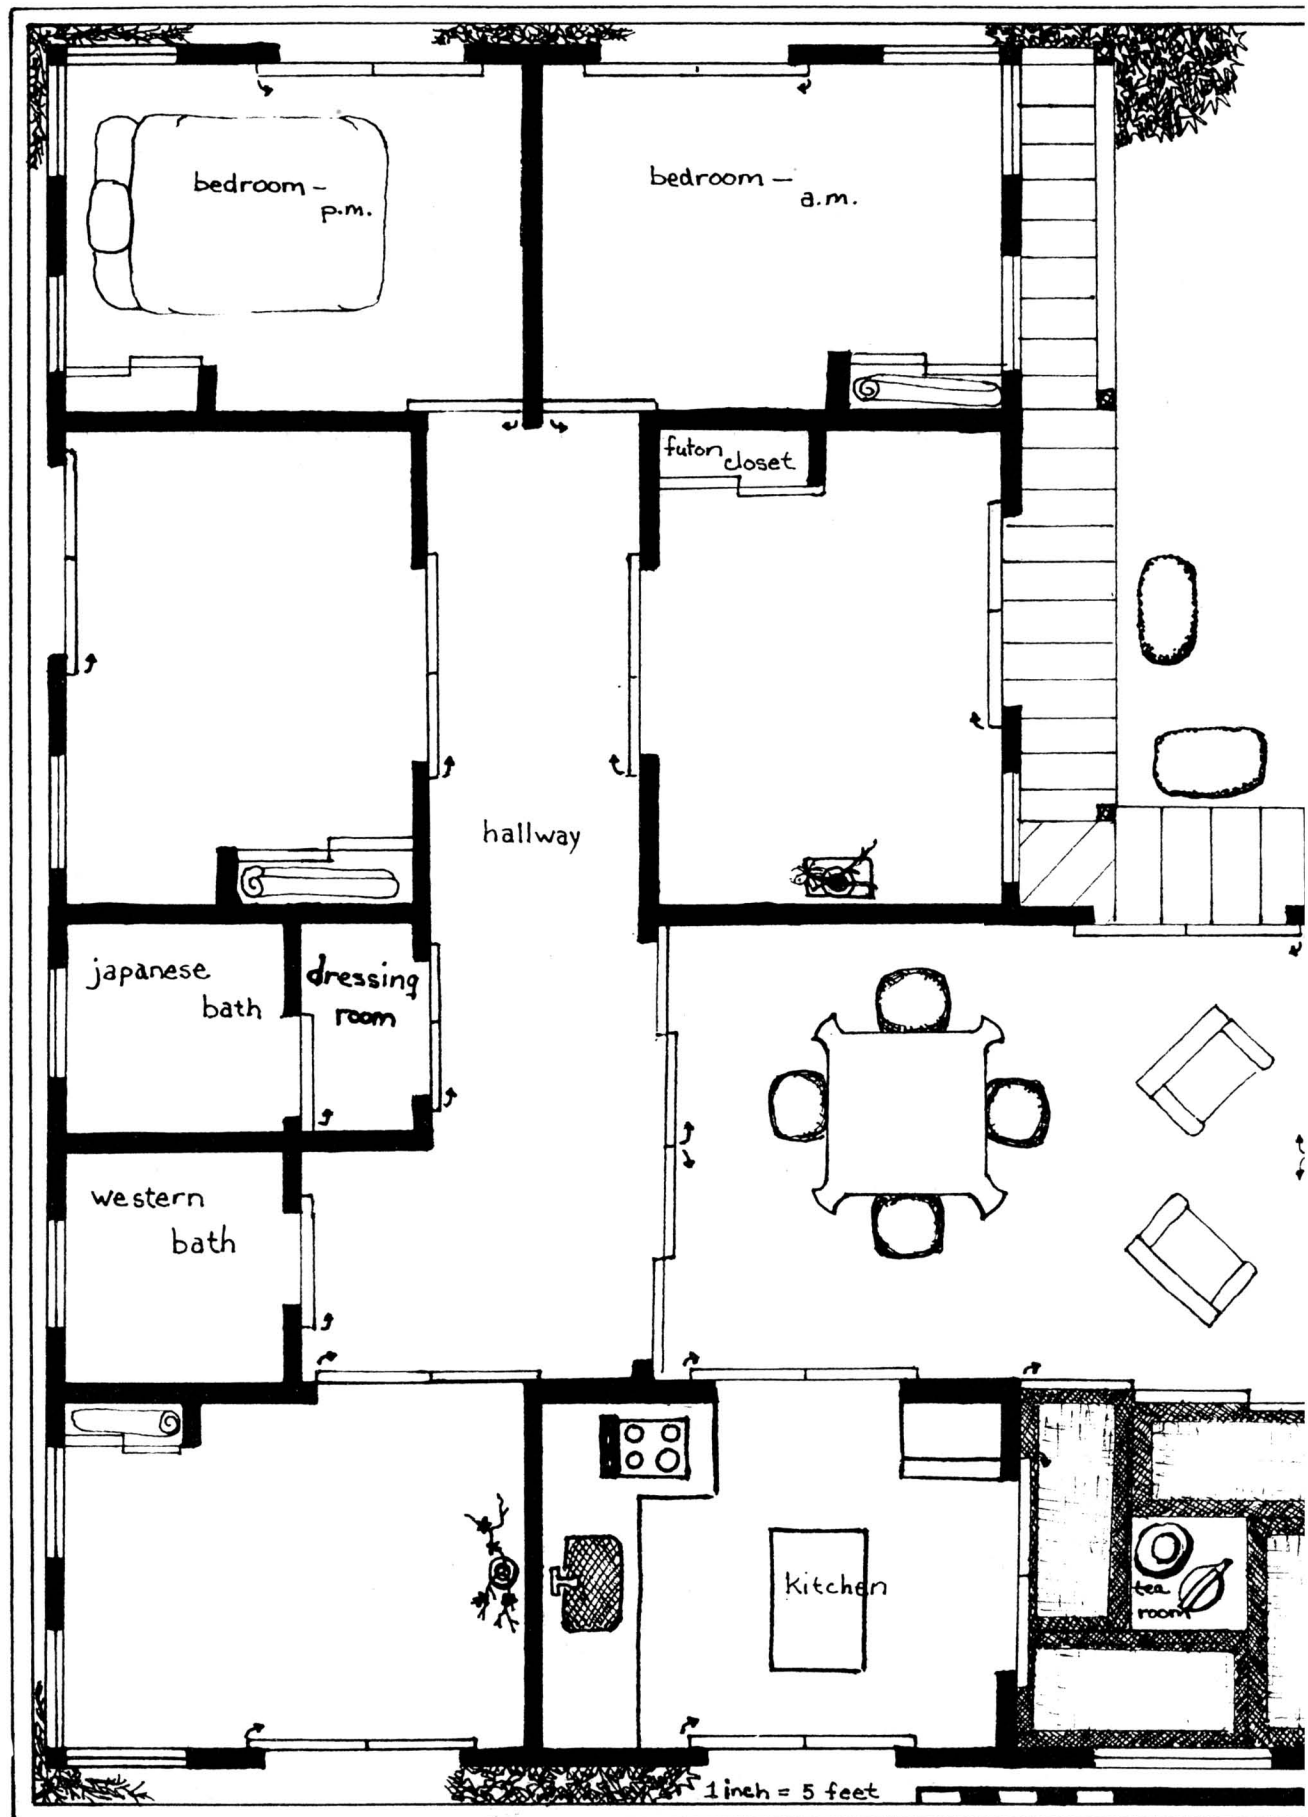 bedroom -
p.m.
bedroom -
a.m.
futon
closet
hallway
japanese
bath
dressing
room
western
bath
kitchen
tea
room
1 inch = 5 feet